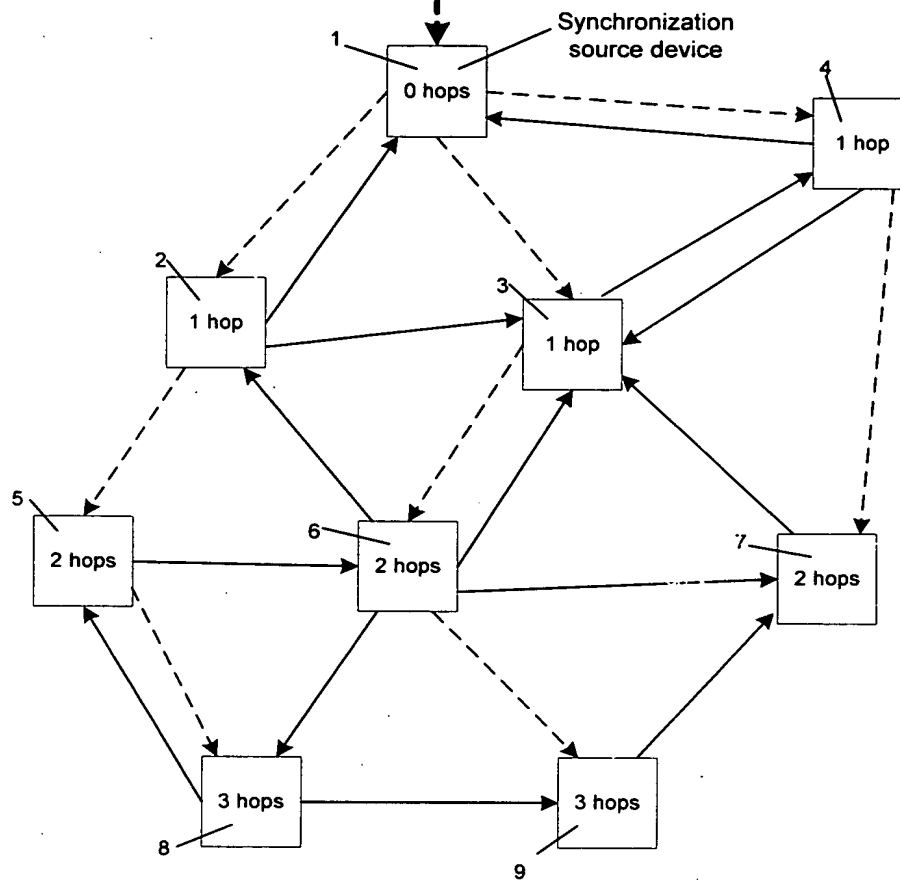 1
Synchronization
source device
0 hops
4
1 hop
2
1 hop
3
1 hop
5
2 hops
6
2 hops
7
2 hops
3 hops
8
3 hops
9